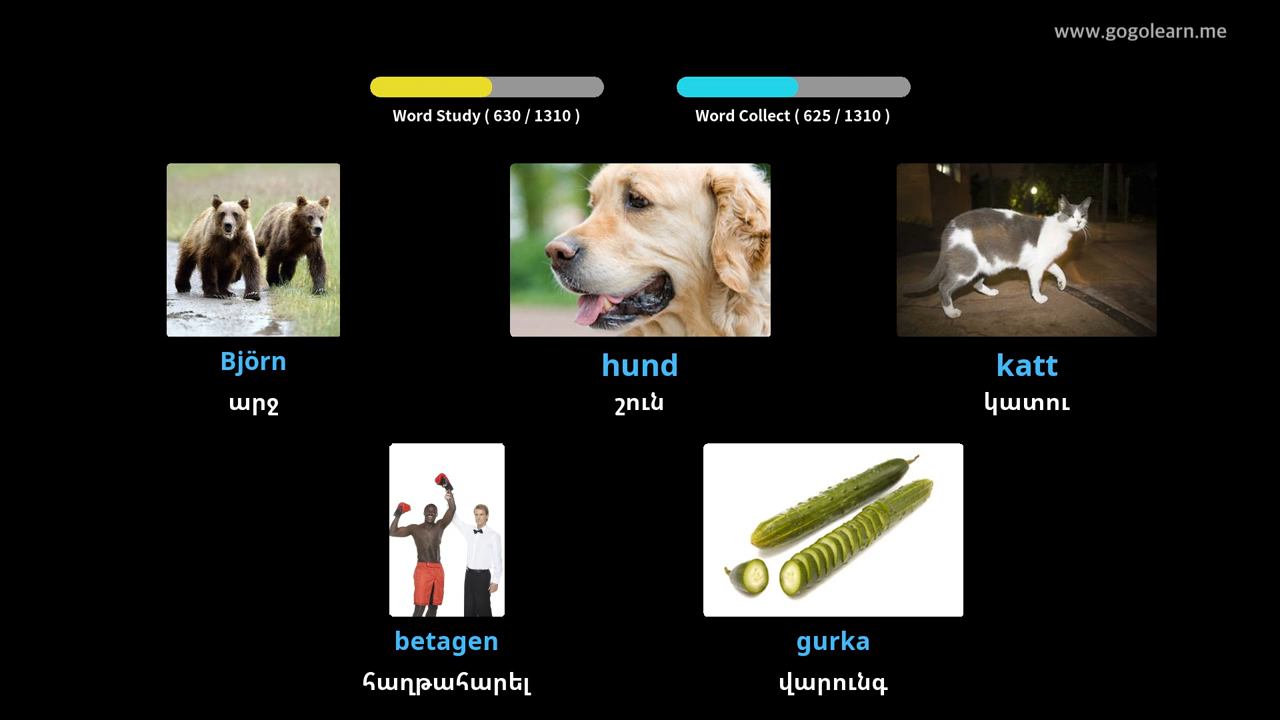 www.gogolearn.me
Word Study ( 630 / 1310 )
Word Collect ( 625 / 1310 )
Björn
hund
katt
արջ
շուն
կատու
betagen
gurka
հաղթահարել
վարունգ